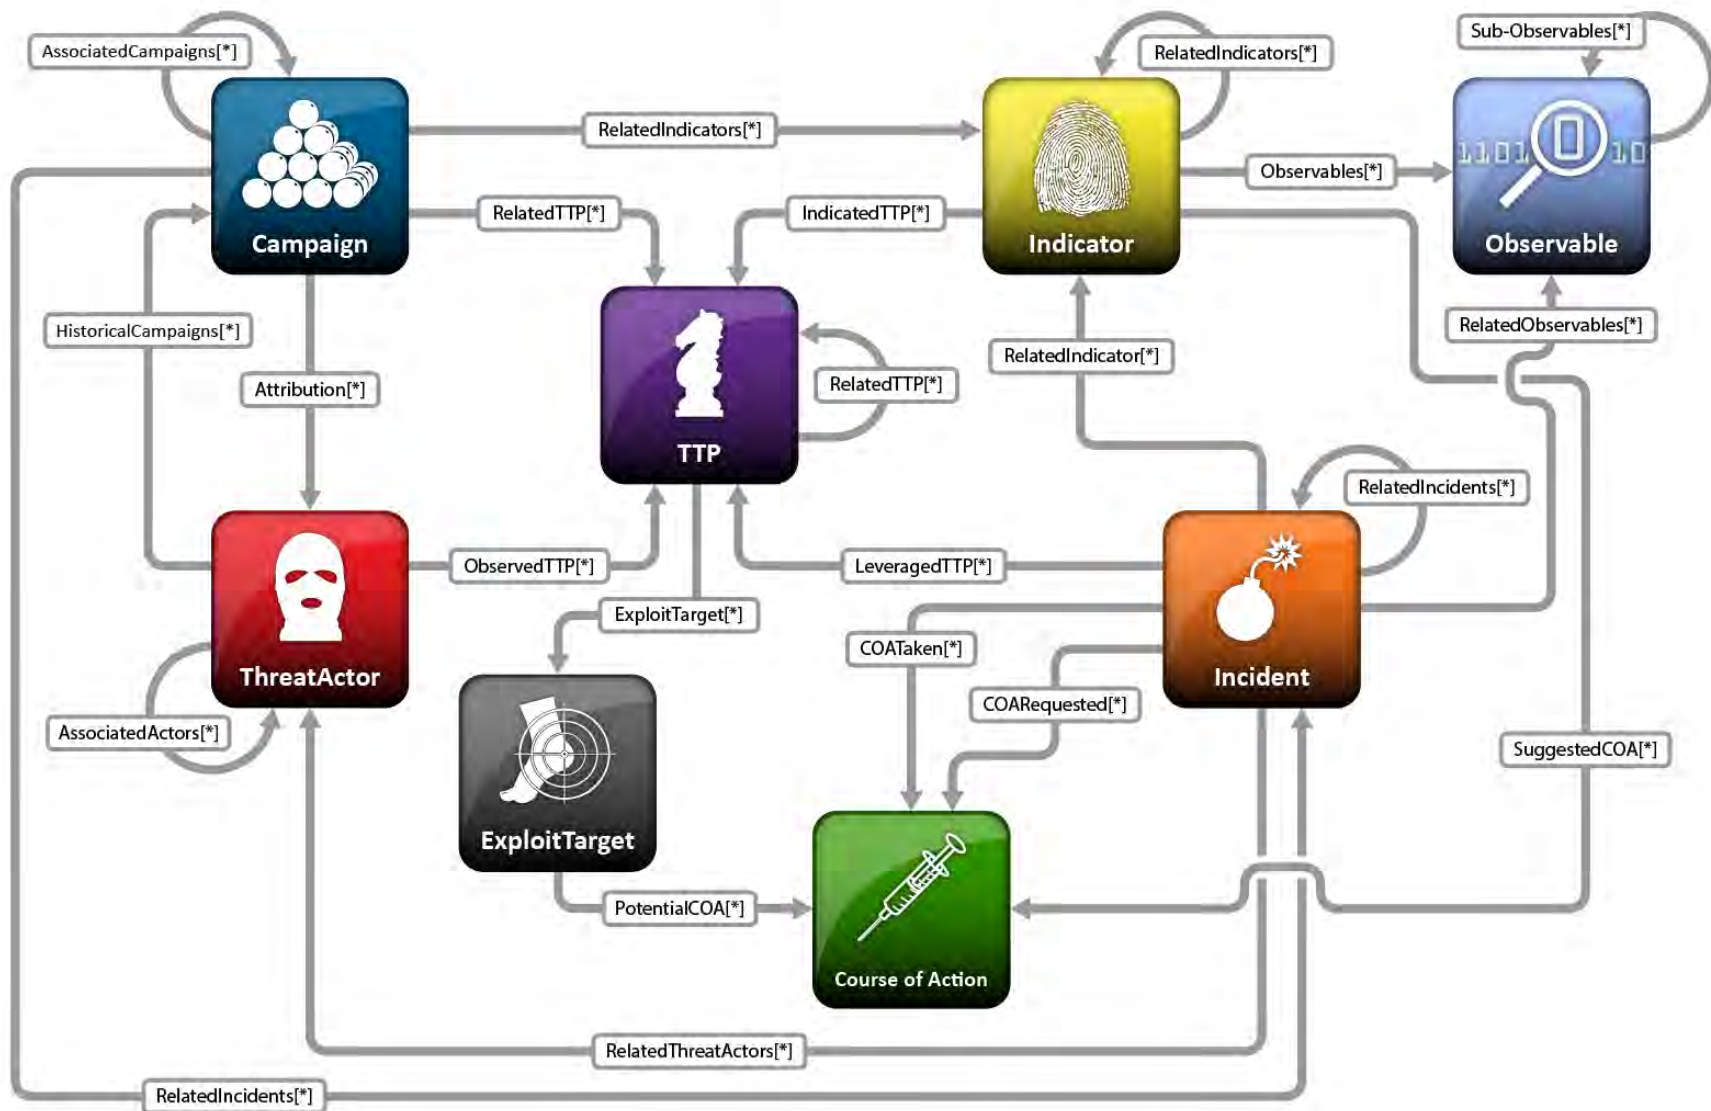 AssociatedCampaigns[*]
RelatedIndicators[*]
Sub-Observables[*]
RelatedIndicators[*]
1101 0 10
Observables[*]
RelatedTTP[*]
IndicatedTTP[*]
Campaign
Indicator
Observable
HistoricalCampaigns[*]
RelatedObservables[*]
RelatedIndicator[*]
Attribution[*]
RelatedTTP[*]
TTP
RelatedIncidents[*]
ObservedTTP[*]
LeveragedTTP[*]
ExploitTarget[*]
COATaken[*]
ThreatActor
Incident
COARequested[*]
AssociatedActors[*]
SuggestedCOA[*]
ExploitTarget
PotentialCOA[*]
Course of Action
RelatedThreatActors[*]
RelatedIncidents[*]